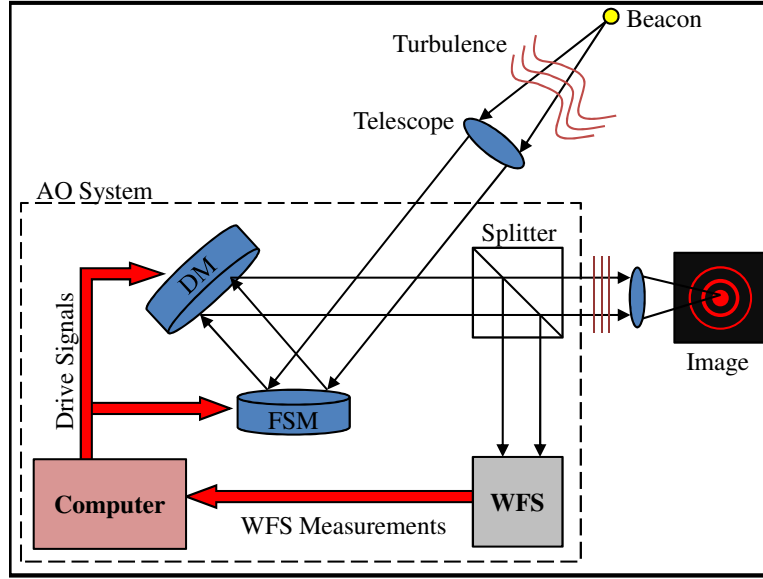 Beacon
Turbulence
Telescope
AO System
Splitter
DM
Image
Drive Signals
FSM
Computer
WFS
WFS Measurements